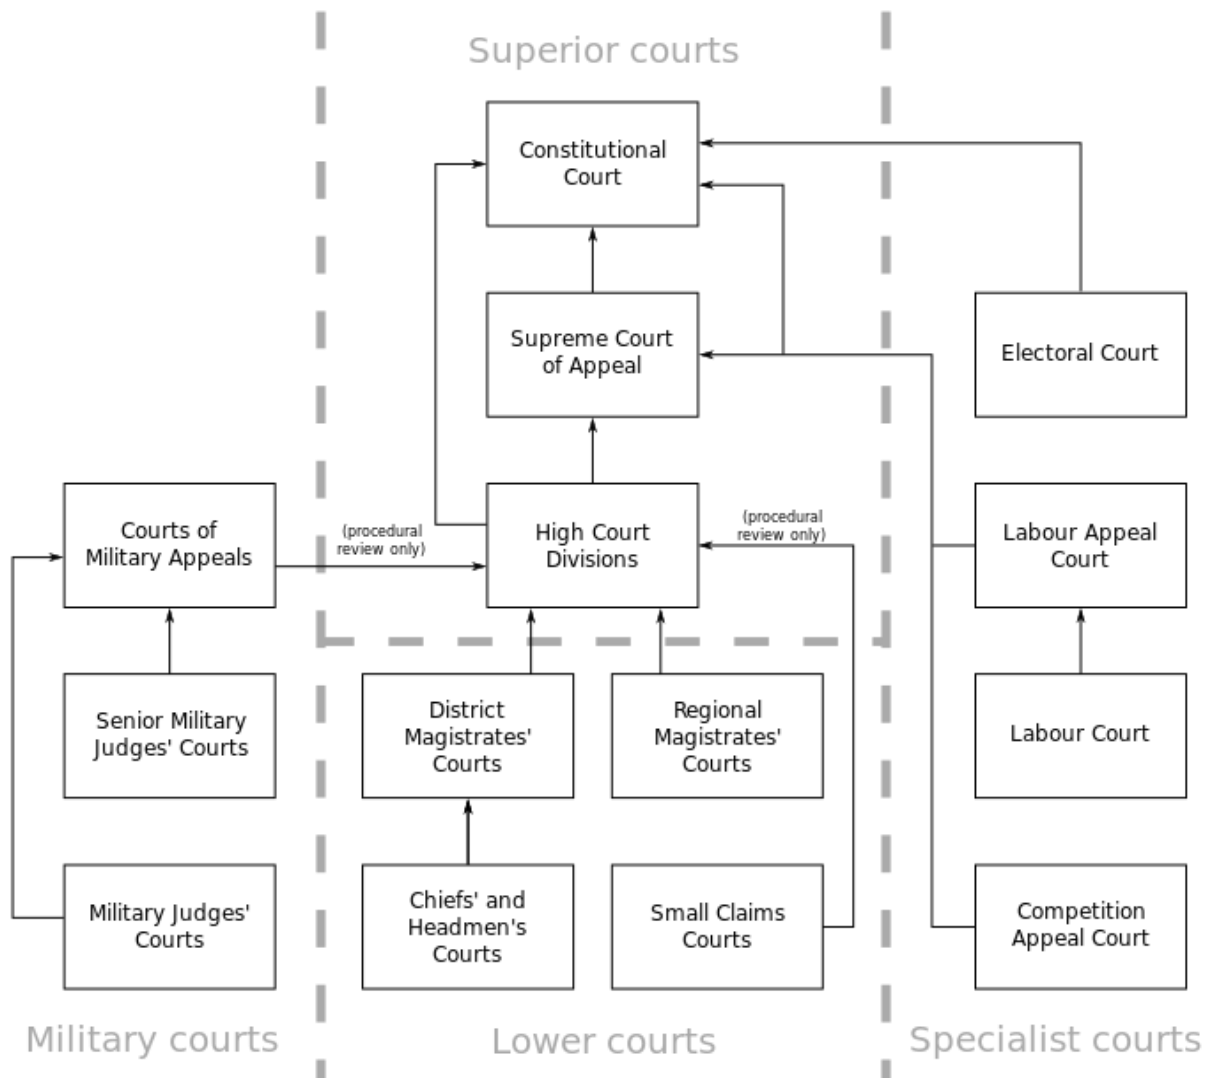 Superior courts
Constitutional
Court
Supreme Court
of Appeal
Electoral Court
Courts of
Military Appeals
(procedural
review only)
High Court
Divisions
(procedural
review only)
Labour Appeal
Court
Senior Military
Judges' Courts
District
Magistrates'
Courts
Regional
Magistrates'
Courts
Labour Court
Military Judges'
Courts
Chiefs' and
Headmen's
Courts
Small Claims
Courts
Competition
Appeal Court
Military courts
Lower courts
Specialist courts